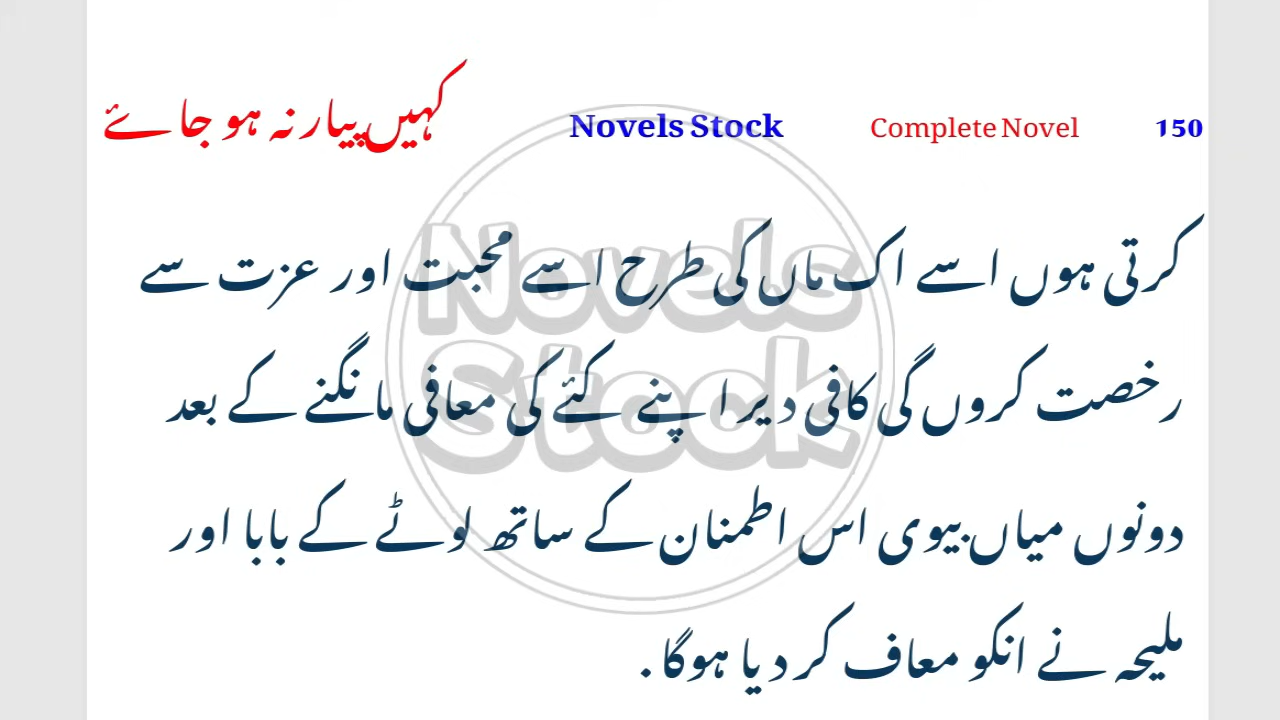 کہیں پیار نہ ہو جائے Novels Stock Complete Novel 150
Novels
Stock
کرتی ہوں اسے اک ماں کی طرح اسے محبت اور عزت سے
رخصت کروں گی کافی دیر اپنے کئے کی معافی مانگنے کے بعد
دونوں میاں بیوی اس اطمنان کے ساتھ لوٹے کے بابا اور
ملیحہ نے انکو معاف کر دیا ہوگا.